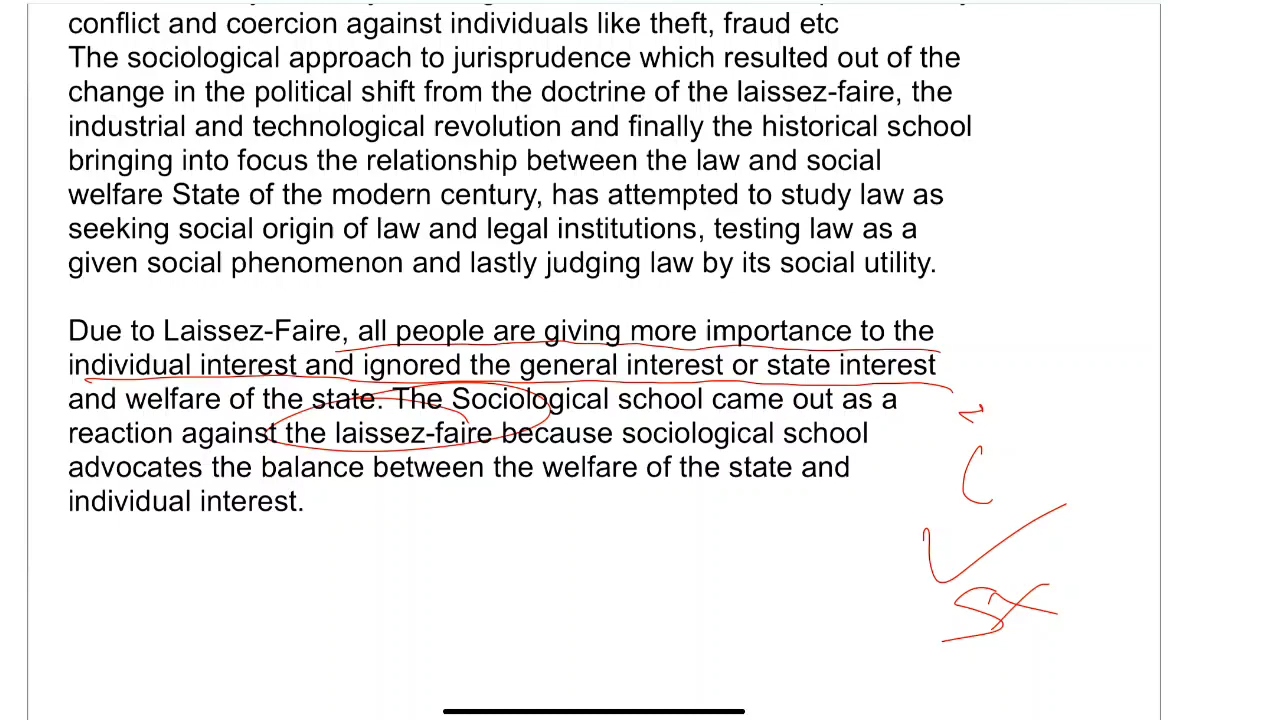 conflict and coercion against individuals like theft, fraud etc
The sociological approach to jurisprudence which resulted out of the
change in the political shift from the doctrine of the laissez-faire, the
industrial and technological revolution and finally the historical school
bringing into focus the relationship between the law and social
welfare State of the modern century, has attempted to study law as
seeking social origin of law and legal institutions, testing law as a
given social phenomenon and lastly judging law by its social utility.
Due to Laissez-Faire, all people are giving more importance to the
individual interest and ignored the general interest or state interest
and welfare of the state. The Sociological school came out as a
reaction against the laissez-faire because sociological school
advocates the balance between the welfare of the state and
individual interest.